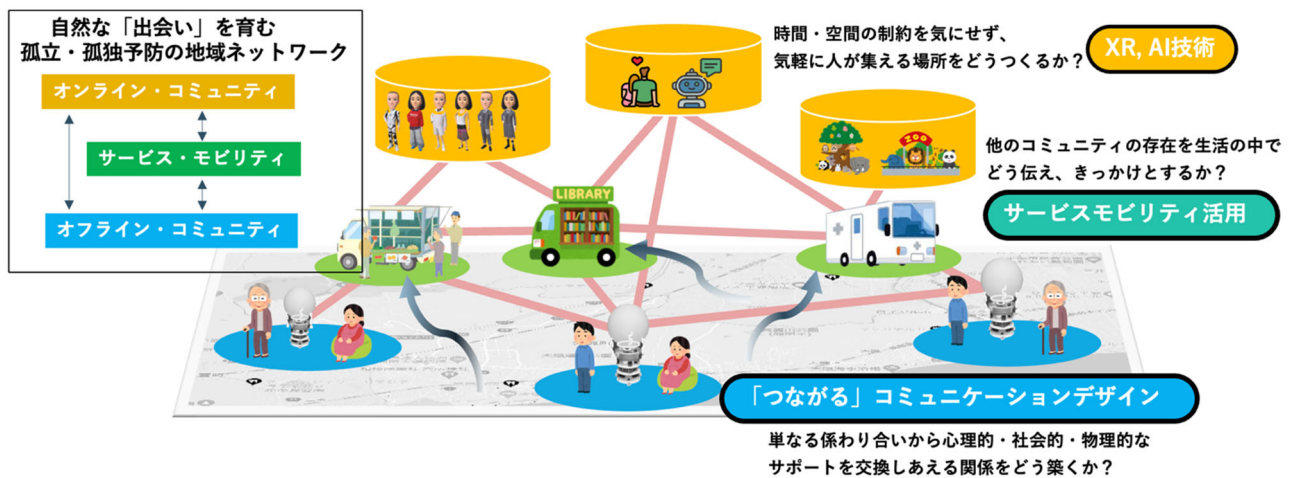 自然な「出会い」を育む
孤立・孤独予防の地域ネットワーク
オンライン・コミュニティ
サービス・モビリティ
オフライン・コミュニティ
時間・空間の制約を気にせず、
気軽に人が集える場所をどうつくるか？
XR, AI技術
ZOO
他のコミュニティの存在を生活の中で
どう伝え、きっかけとするか？
サービスモビリティ活用
LIBRARY
「つながる」コミュニケーションデザイン
単なる係わり合いから心理的・社会的・物理的な
サポートを交換しあえる関係をどう築くか？